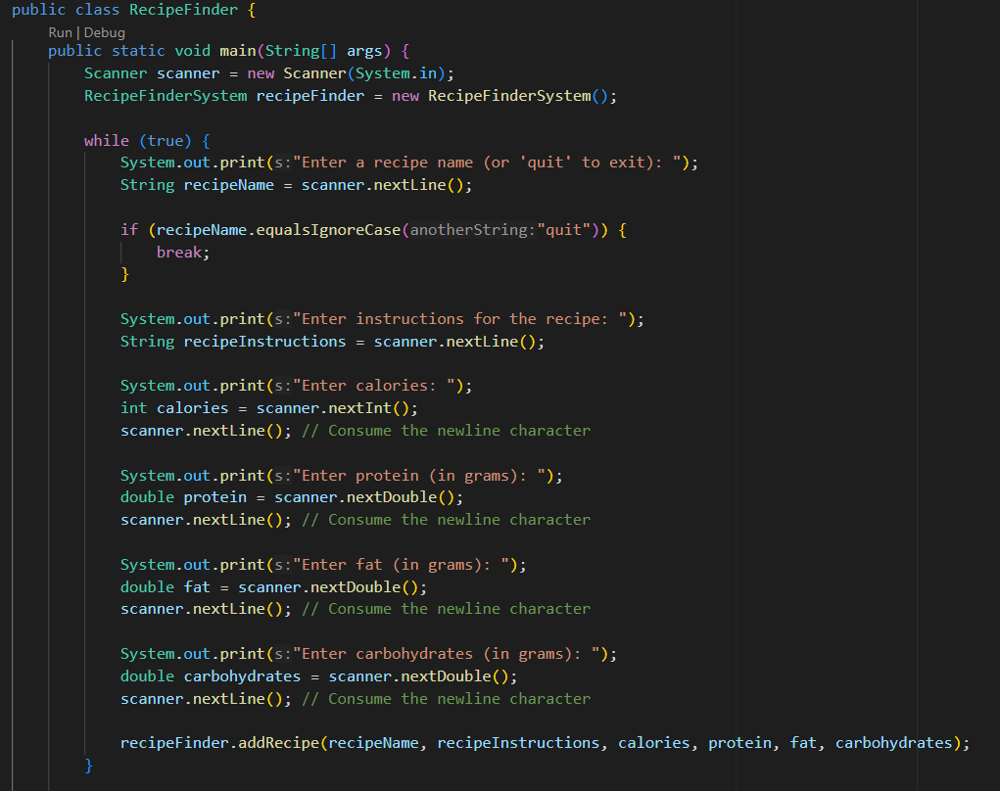 public class RecipeFinder {
Run | Debug
public static void main(String[] args) {
Scanner scanner = new Scanner(System.in);
RecipeFinderSystem recipeFinder = new RecipeFinderSystem();
while (true) {
System.out.print(s:"Enter a recipe name (or 'quit' to exit): ");
String recipeName = scanner.nextLine();
if (recipeName.equalsIgnoreCase(anotherString:"quit")) {
break;
}
System.out.print(s:"Enter instructions for the recipe: ");
String recipeInstructions = scanner.nextLine();
System.out.print(s:"Enter calories: ");
int calories = scanner.nextInt();
scanner.nextLine(); // Consume the newline character
System.out.print(s:"Enter protein (in grams): ");
double protein = scanner.nextDouble();
scanner.nextLine(); // Consume the newline character
System.out.print(s:"Enter fat (in grams): ");
double fat = scanner.nextDouble();
scanner.nextLine(); // Consume the newline character
System.out.print(s:"Enter carbohydrates (in grams): ");
double carbohydrates = scanner.nextDouble();
scanner.nextLine(); // Consume the newline character
recipeFinder.addRecipe(recipeName, recipeInstructions, calories, protein, fat, carbohydrates);
}